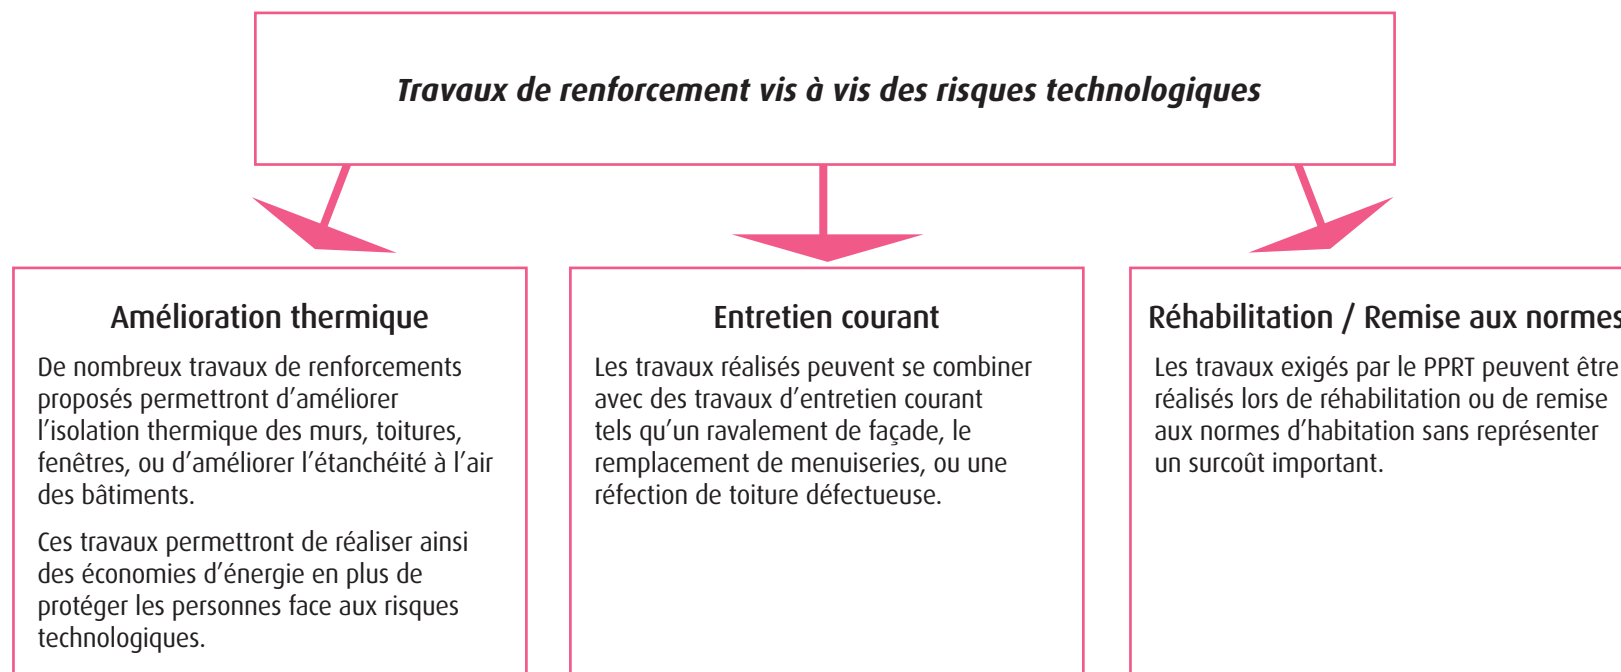 Travaux de renforcement vis à vis des risques technologiques
Amélioration thermique
De nombreux travaux de renforcements
proposés permettront d’améliorer
l’isolation thermique des murs, toitures,
fenêtres, ou d’améliorer l’étanchéité à l’air
des bâtiments.
Ces travaux permettront de réaliser ainsi
des économies d’énergie en plus de
protéger les personnes face aux risques
technologiques.
Entretien courant
Les travaux réalisés peuvent se combiner
avec des travaux d’entretien courant
tels qu’un ravalement de façade, le
remplacement de menuiseries, ou une
réfection de toiture défectueuse.
Réhabilitation / Remise aux normes
Les travaux exigés par le PPRT peuvent être
réalisés lors de réhabilitation ou de remise
aux normes d’habitation sans représenter
un surcoût important.